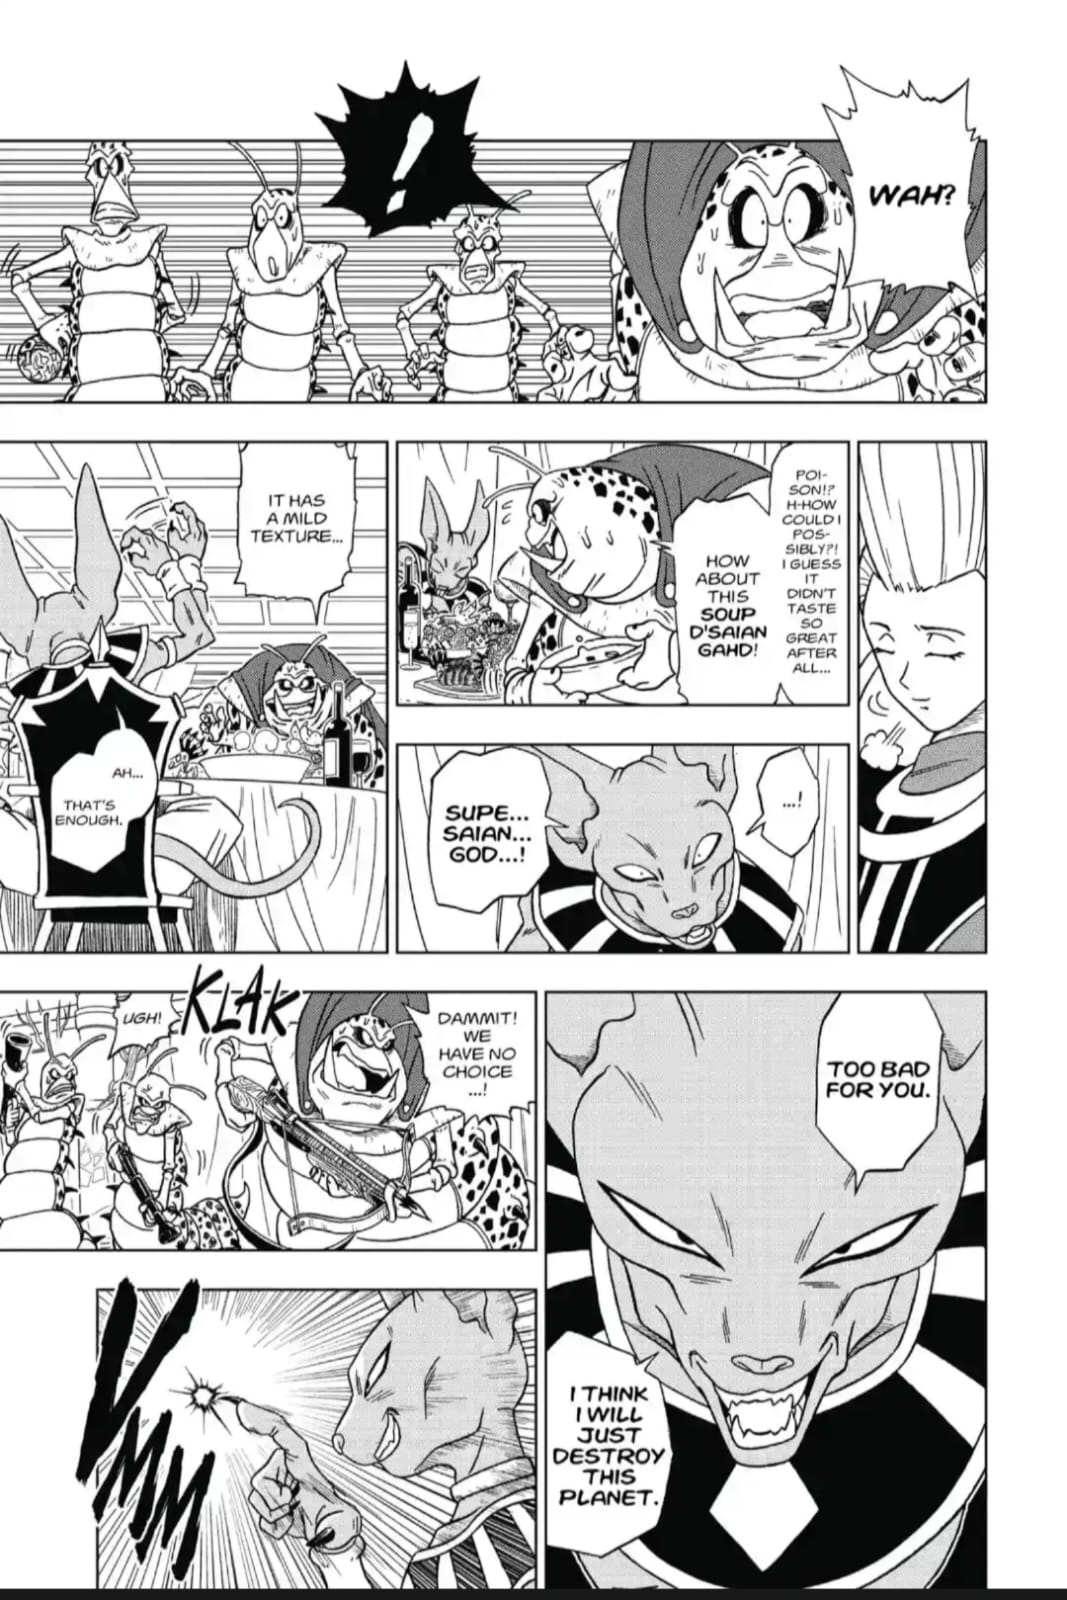 WAH?
!
POI-
SON!?
H-HOW
COULD I
POS-
SIBLY?!
I GUESS
IT
DIDN'T
TASTE
SO
GREAT
AFTER
ALL...
HOW
ABOUT
THIS
SOUP
D'SAIAN
GAHD!
...!
SUPE...
SAIAN...
GOD...!
IT HAS
A MILD
TEXTURE...
AH...
THAT'S
ENOUGH.
TOO BAD
FOR YOU.
I THINK
I WILL
JUST
DESTROY
THIS
PLANET.
DAMMIT!
WE
HAVE NO
CHOICE
...!
KLAK
UGH!
VMM